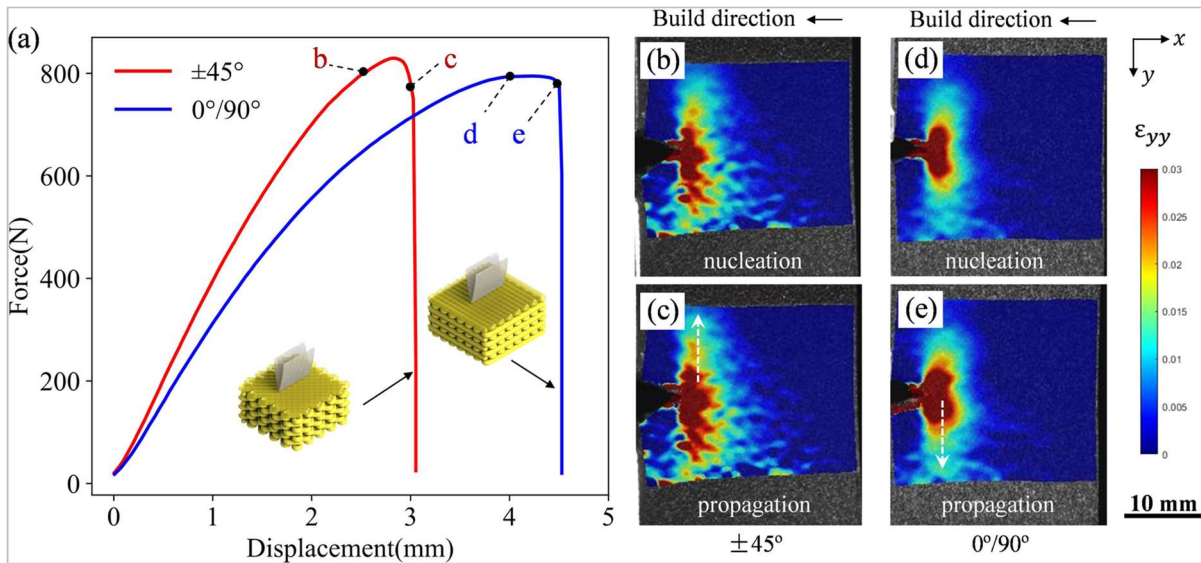 (a)
±45°
0°/90°
b
c
d
e
800
600
400
200
0
Force(N)
0
1
2
3
4
5
Displacement(mm)
Build direction ←
Build direction ←
(b)
nucleation
(d)
nucleation
(c)
propagation
(e)
propagation
±45°
0°/90°
x
y
εyy
0.03
0.025
0.02
0.015
0.01
0.005
0
10 mm